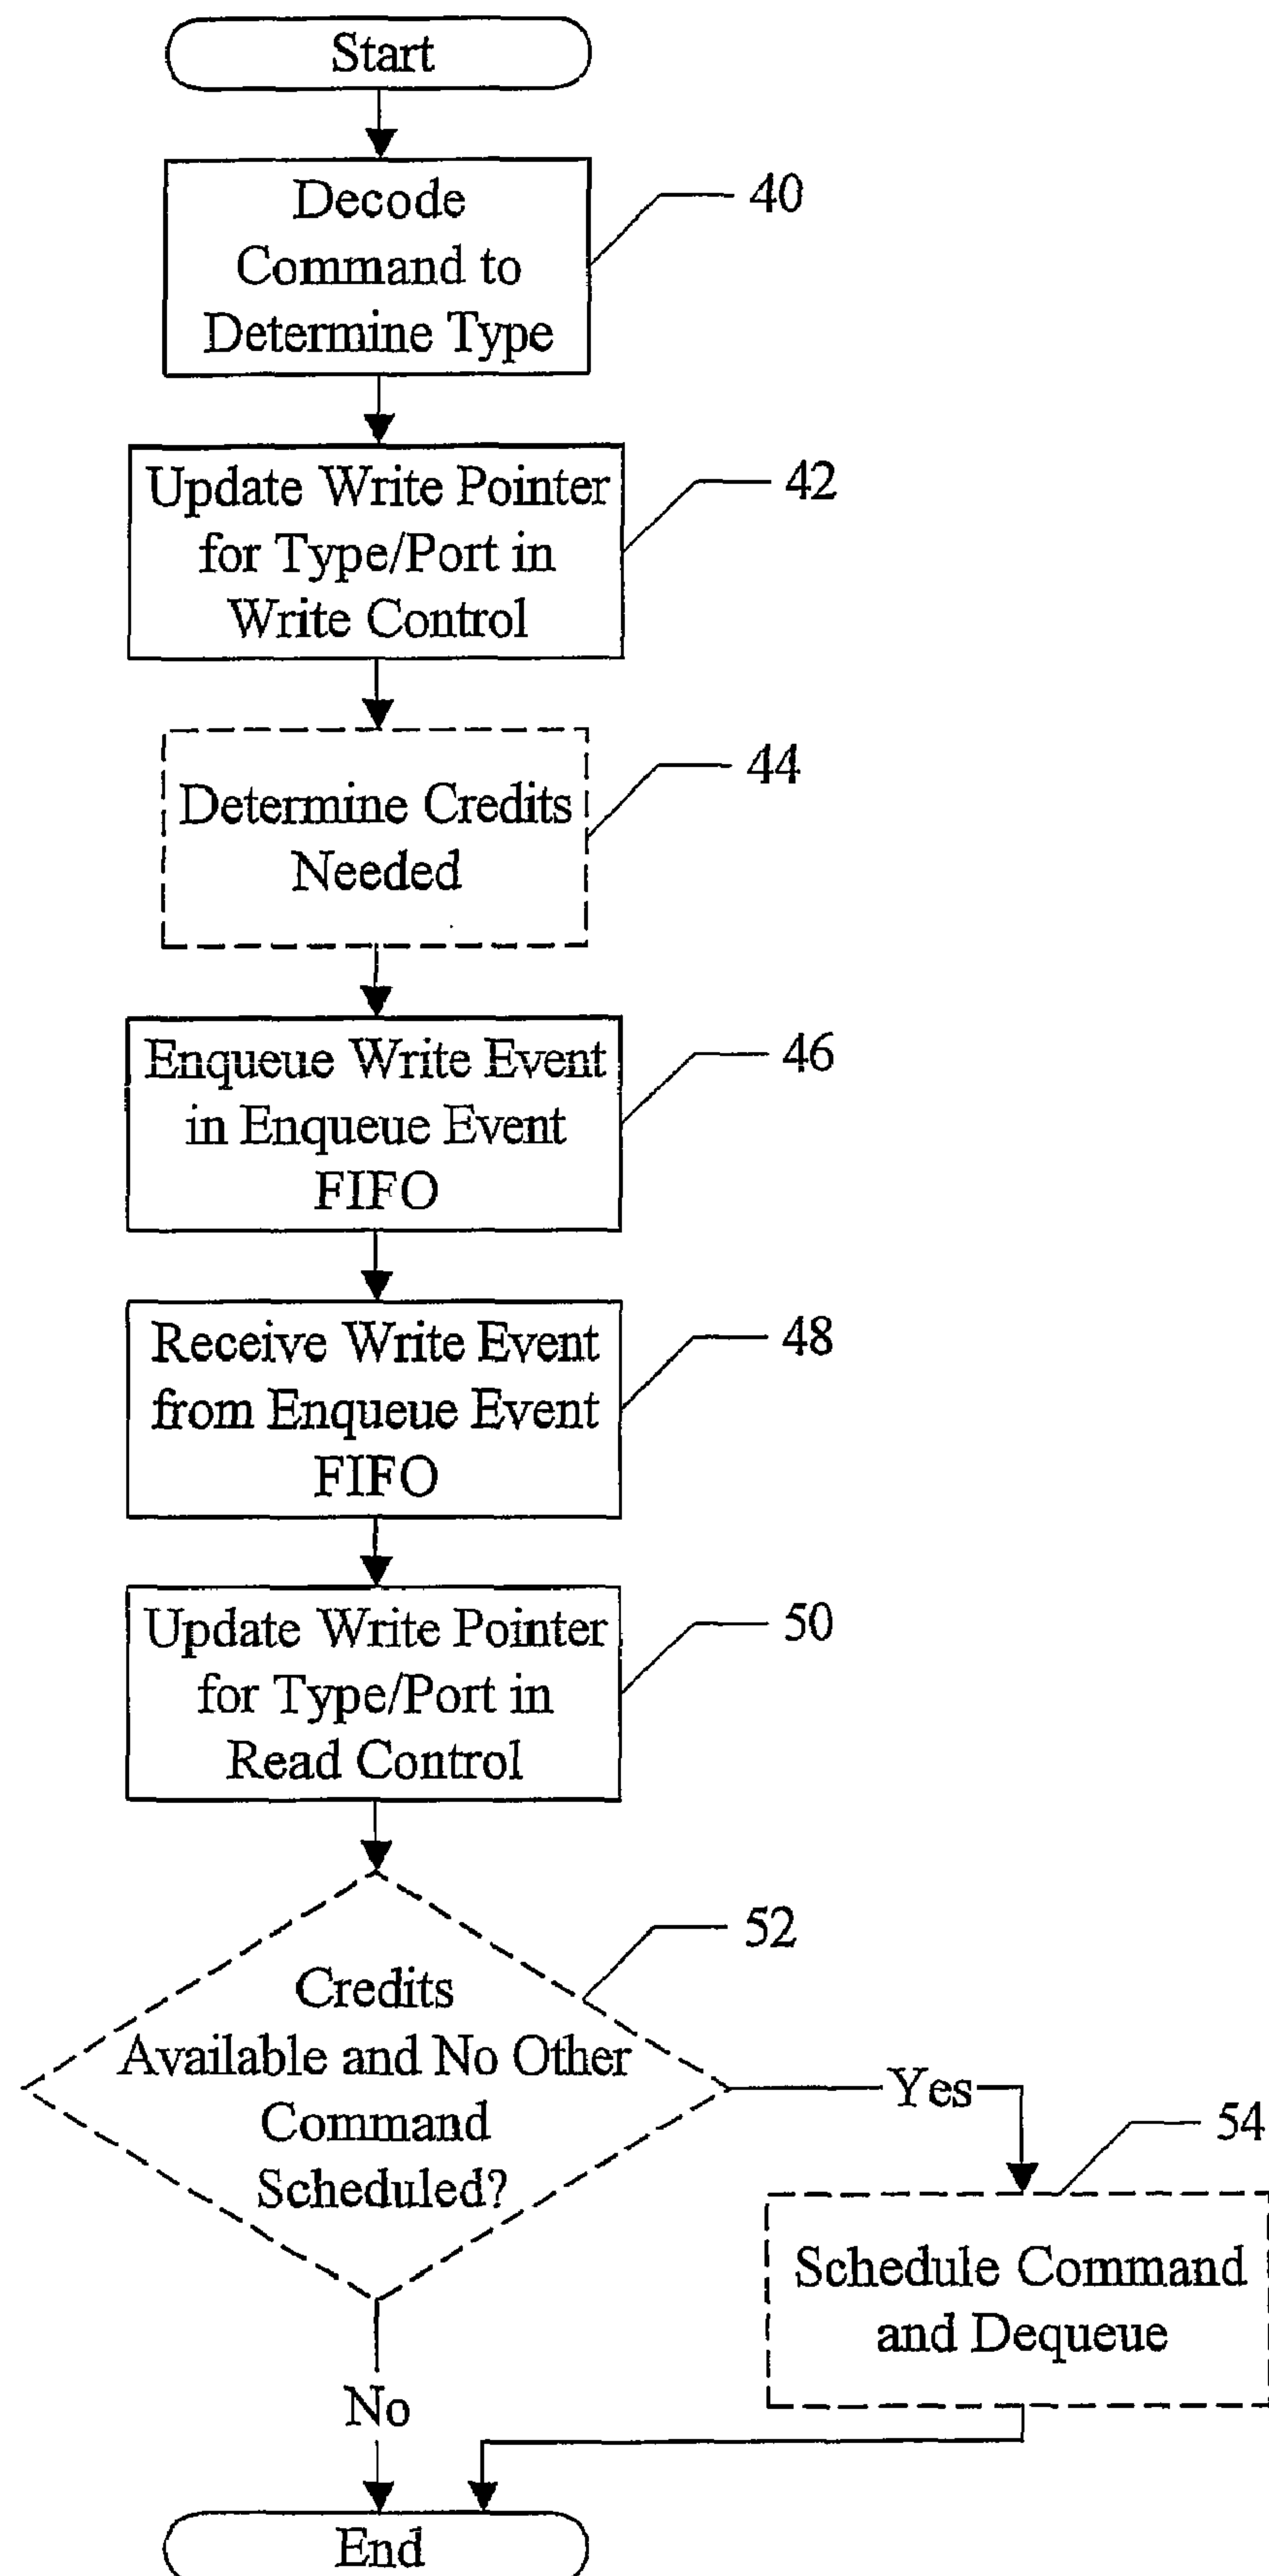 Start
Decode
Command to
Determine Type
40
Update Write Pointer
for Type/Port in
Write Control
42
Determine Credits
Needed
44
Enqueue Write Event
in Enqueue Event
FIFO
46
Receive Write Event
from Enqueue Event
FIFO
48
Update Write Pointer
for Type/Port in
Read Control
50
Credits
Available and No Other
Command
Scheduled?
52
Yes
54
Schedule Command
and Dequeue
No
End